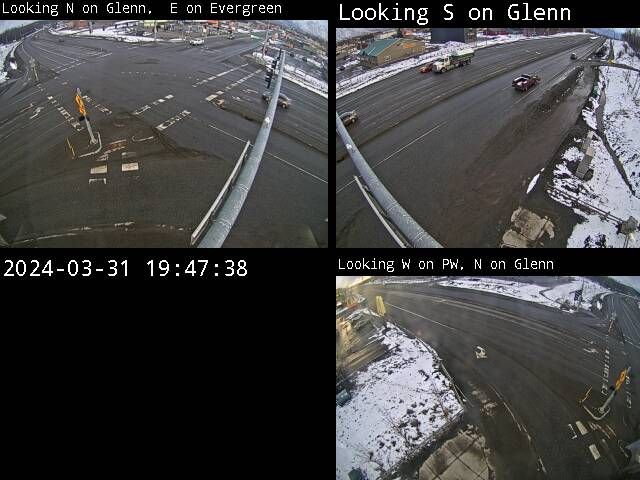 Looking N on Glenn,  E on Evergreen
Looking S on Glenn
2024-03-31 19:47:38
Looking W on PW, N on Glenn